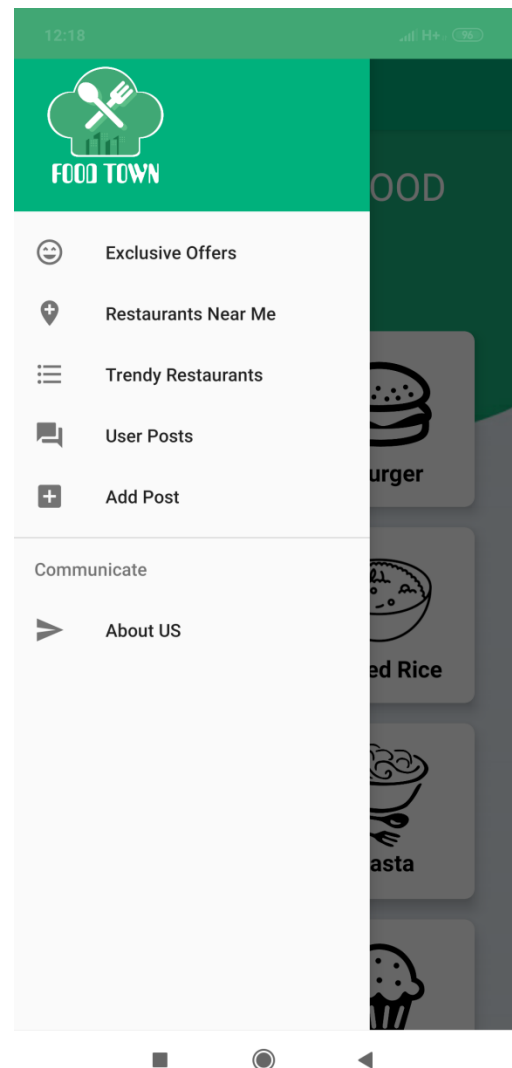 12:18
H+ 96
FOOD TOWN
OOD
Exclusive Offers
Restaurants Near Me
Trendy Restaurants
User Posts
urger
Add Post
Communicate
About US
ed Rice
asta